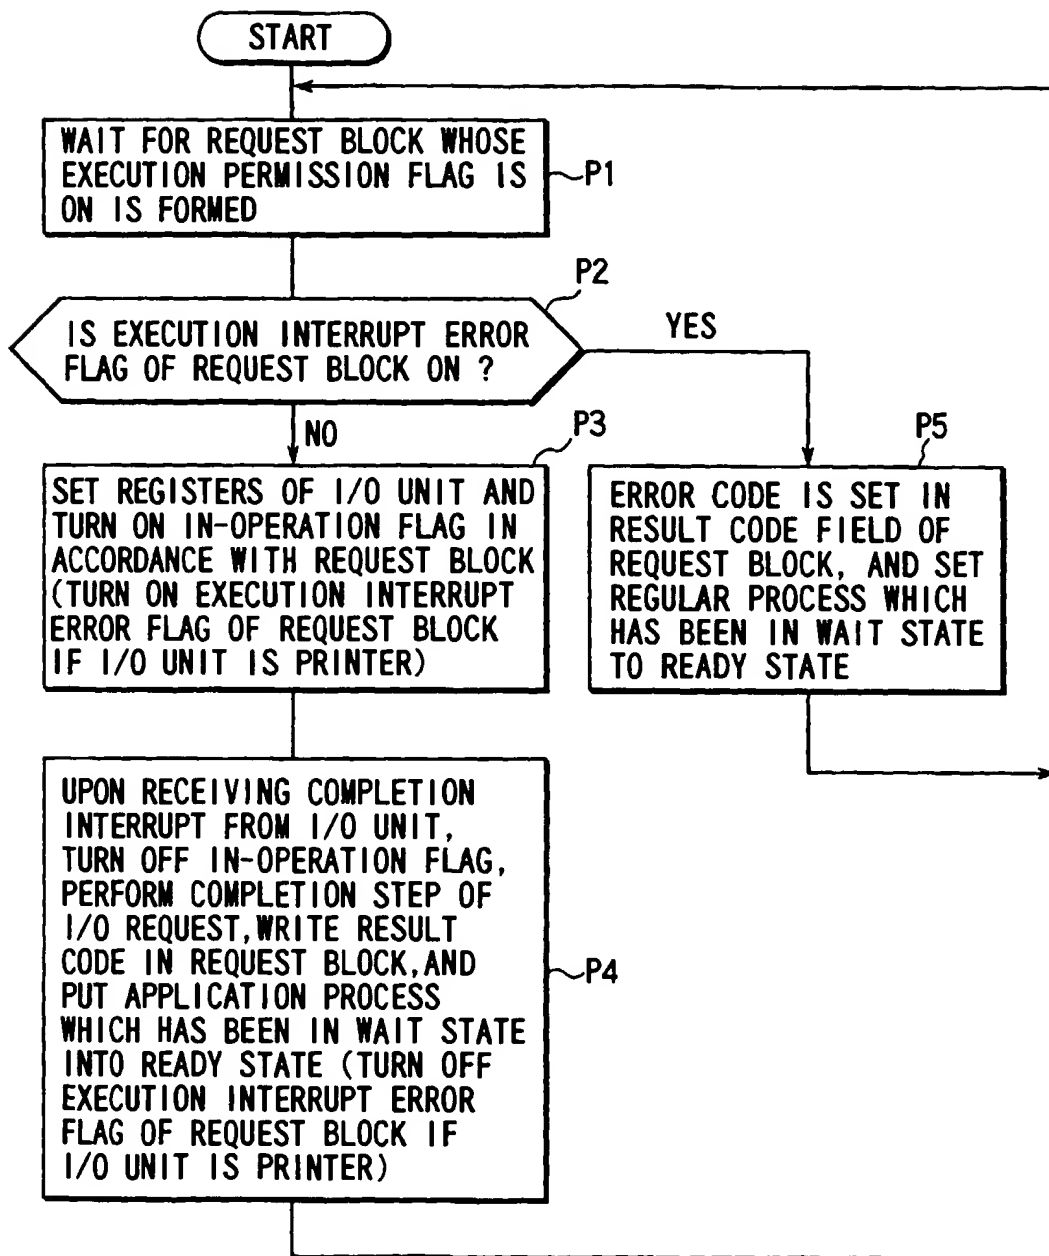 START
WAIT FOR REQUEST BLOCK WHOSE
EXECUTION PERMISSION FLAG IS
ON IS FORMED
P1
P2
IS EXECUTION INTERRUPT ERROR
FLAG OF REQUEST BLOCK ON ?
YES
NO
P3
SET REGISTERS OF I/O UNIT AND
TURN ON IN-OPERATION FLAG IN
ACCORDANCE WITH REQUEST BLOCK
(TURN ON EXECUTION INTERRUPT
ERROR FLAG OF REQUEST BLOCK
IF I/O UNIT IS PRINTER)
P5
ERROR CODE IS SET IN
RESULT CODE FIELD OF
REQUEST BLOCK, AND SET
REGULAR PROCESS WHICH
HAS BEEN IN WAIT STATE
TO READY STATE
UPON RECEIVING COMPLETION
INTERRUPT FROM I/O UNIT,
TURN OFF IN-OPERATION FLAG,
PERFORM COMPLETION STEP OF
I/O REQUEST,WRITE RESULT
CODE IN REQUEST BLOCK,AND
PUT APPLICATION PROCESS
WHICH HAS BEEN IN WAIT STATE
INTO READY STATE (TURN OFF
EXECUTION INTERRUPT ERROR
FLAG OF REQUEST BLOCK IF
I/O UNIT IS PRINTER)
P4